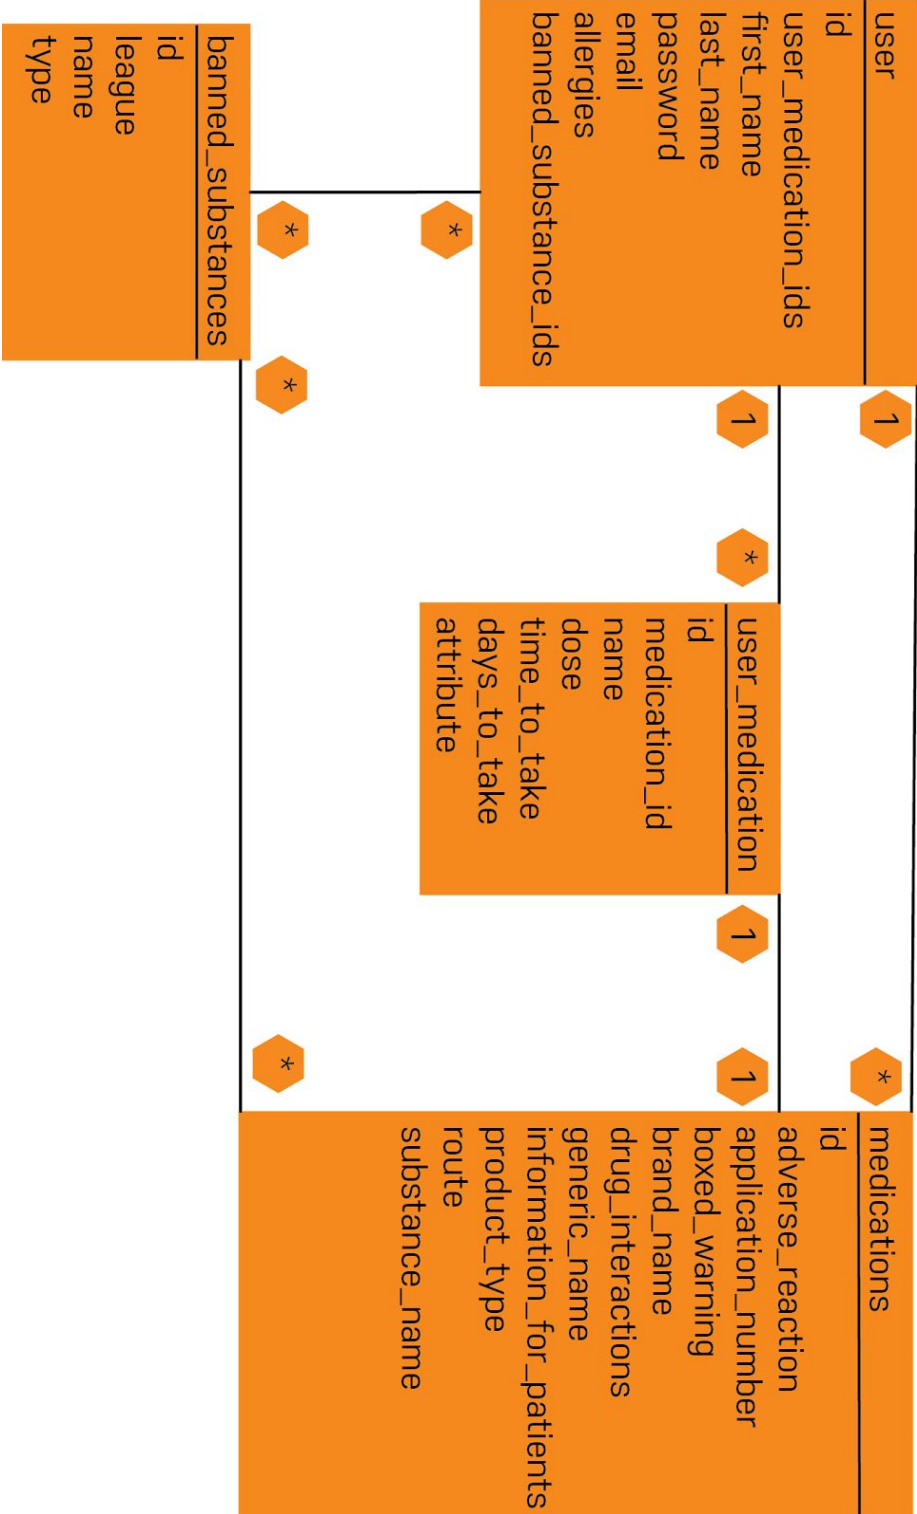 user
id
user_medication_ids
first_name
last_name
password
email
allergies
banned_substance_ids
1
*
1
*
user_medication
id
medication_id
name
dose
time_to_take
days_to_take
attribute
1
1
medications
id
adverse_reaction
application_number
boxed_warning
brand_name
drug_interactions
generic_name
information_for_patients
product_type
route
substance_name
*
*
*
*
banned_substances
id
league
name
type